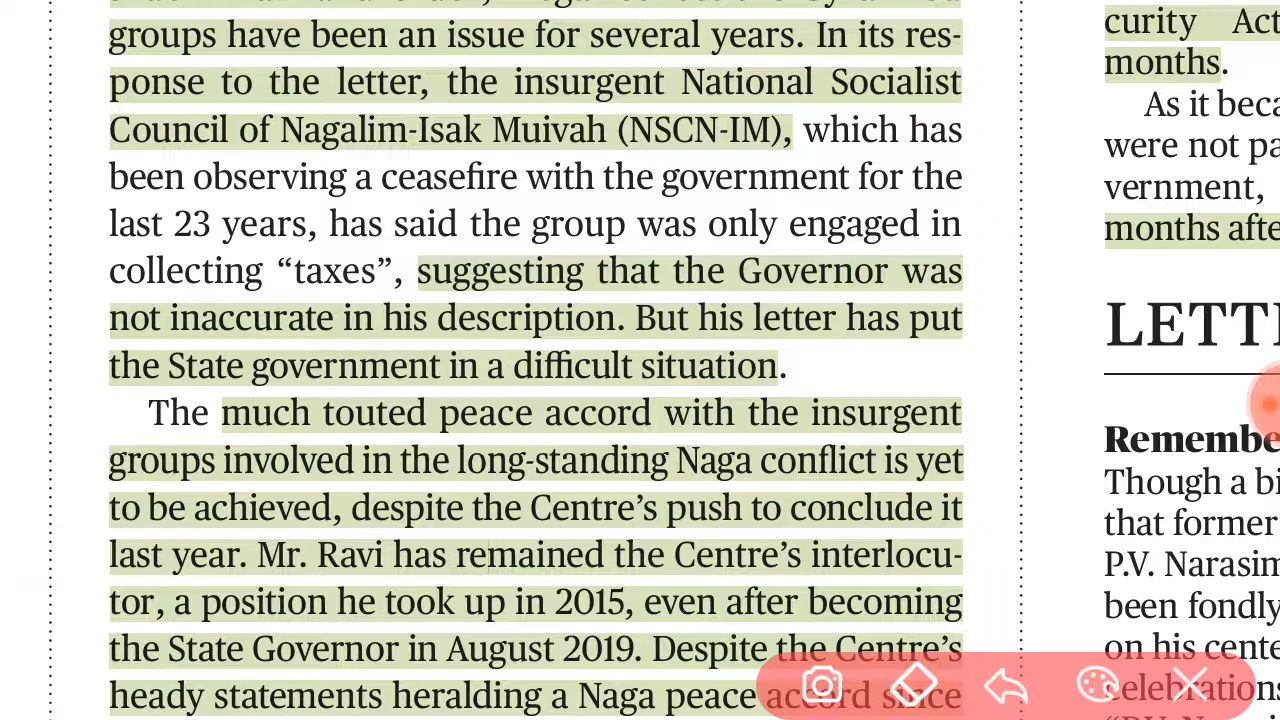 groups have been an issue for several years. In its res-
ponse to the letter, the insurgent National Socialist
Council of Nagalim-Isak Muivah (NSCN-IM), which has
been observing a ceasefire with the government for the
last 23 years, has said the group was only engaged in
collecting “taxes”, suggesting that the Governor was
not inaccurate in his description. But his letter has put
the State government in a difficult situation.
The much touted peace accord with the insurgent
groups involved in the long-standing Naga conflict is yet
to be achieved, despite the Centre’s push to conclude it
last year. Mr. Ravi has remained the Centre’s interlocu-
tor, a position he took up in 2015, even after becoming
the State Governor in August 2019. Despite the Centre’s
heady statements heralding a Naga peace accord since
curity Act
months.
As it beca
were not pa
vernment,
months afte
LETT
Remembe
Though a bi
that former
P.V. Narasim
been fondly
on his cente
celebrations